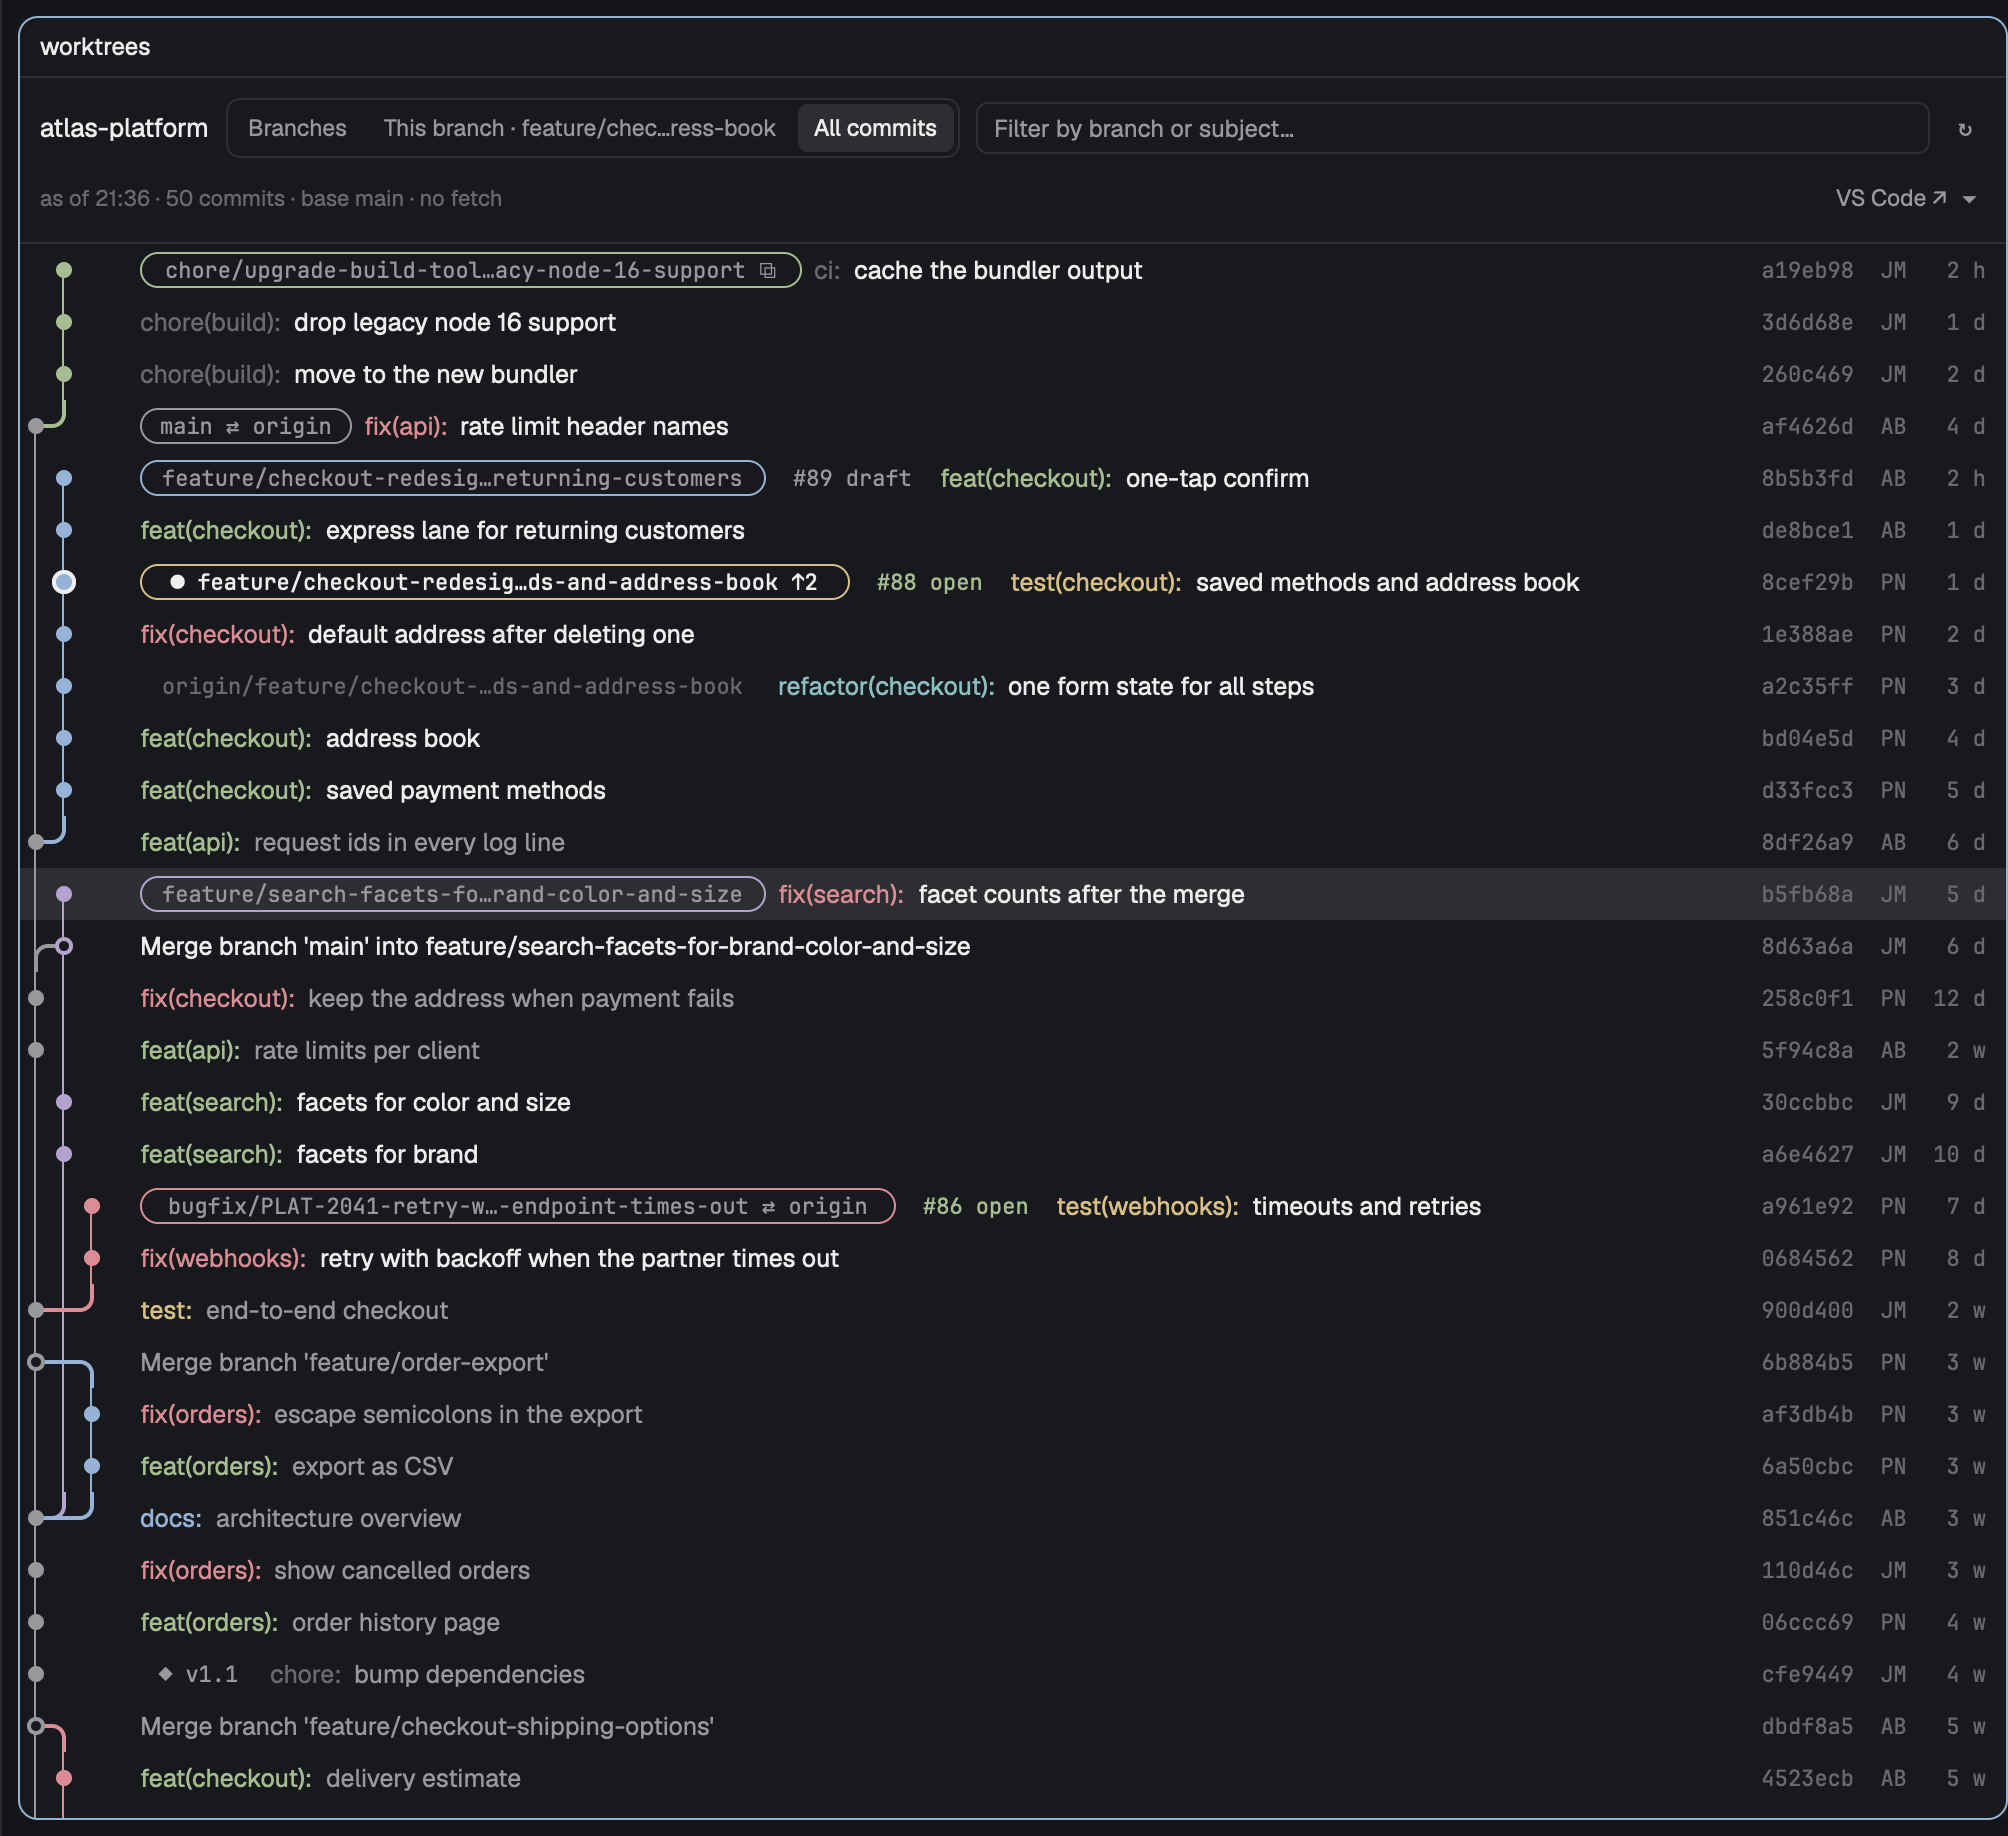 worktrees
atlas-platform Branches This branch · feature/chec…ress-book All commits Filter by branch or subject… ↻
as of 21:36 · 50 commits · base main · no fetch VS Code ↗
chore/upgrade-build-tool…acy-node-16-support ci: cache the bundler output a19eb98 JM 2 h
chore(build): drop legacy node 16 support 3d6d68e JM 1 d
chore(build): move to the new bundler 260c469 JM 2 d
main ⇄ origin fix(api): rate limit header names af4626d AB 4 d
feature/checkout-redesig…returning-customers #89 draft feat(checkout): one-tap confirm 8b5b3fd AB 2 h
feat(checkout): express lane for returning customers de8bce1 AB 1 d
● feature/checkout-redesig…ds-and-address-book ↑2 #88 open test(checkout): saved methods and address book 8cef29b PN 1 d
fix(checkout): default address after deleting one 1e388ae PN 2 d
origin/feature/checkout-…ds-and-address-book refactor(checkout): one form state for all steps a2c35ff PN 3 d
feat(checkout): address book bd04e5d PN 4 d
feat(checkout): saved payment methods d33fcc3 PN 5 d
feat(api): request ids in every log line 8df26a9 AB 6 d
feature/search-facets-fo…rand-color-and-size fix(search): facet counts after the merge b5fb68a JM 5 d
Merge branch 'main' into feature/search-facets-for-brand-color-and-size 8d63a6a JM 6 d
fix(checkout): keep the address when payment fails 258c0f1 PN 12 d
feat(api): rate limits per client 5f94c8a AB 2 w
feat(search): facets for color and size 30ccbbc JM 9 d
feat(search): facets for brand a6e4627 JM 10 d
bugfix/PLAT-2041-retry-w…-endpoint-times-out ⇄ origin #86 open test(webhooks): timeouts and retries a961e92 PN 7 d
fix(webhooks): retry with backoff when the partner times out 0684562 PN 8 d
test: end-to-end checkout 900d400 JM 2 w
Merge branch 'feature/order-export' 6b884b5 PN 3 w
fix(orders): escape semicolons in the export af3db4b PN 3 w
feat(orders): export as CSV 6a50cbc PN 3 w
docs: architecture overview 851c46c AB 3 w
fix(orders): show cancelled orders 110d46c JM 3 w
feat(orders): order history page 06ccc69 PN 4 w
◆ v1.1 chore: bump dependencies cfe9449 JM 4 w
Merge branch 'feature/checkout-shipping-options' dbdf8a5 AB 5 w
feat(checkout): delivery estimate 4523ecb AB 5 w